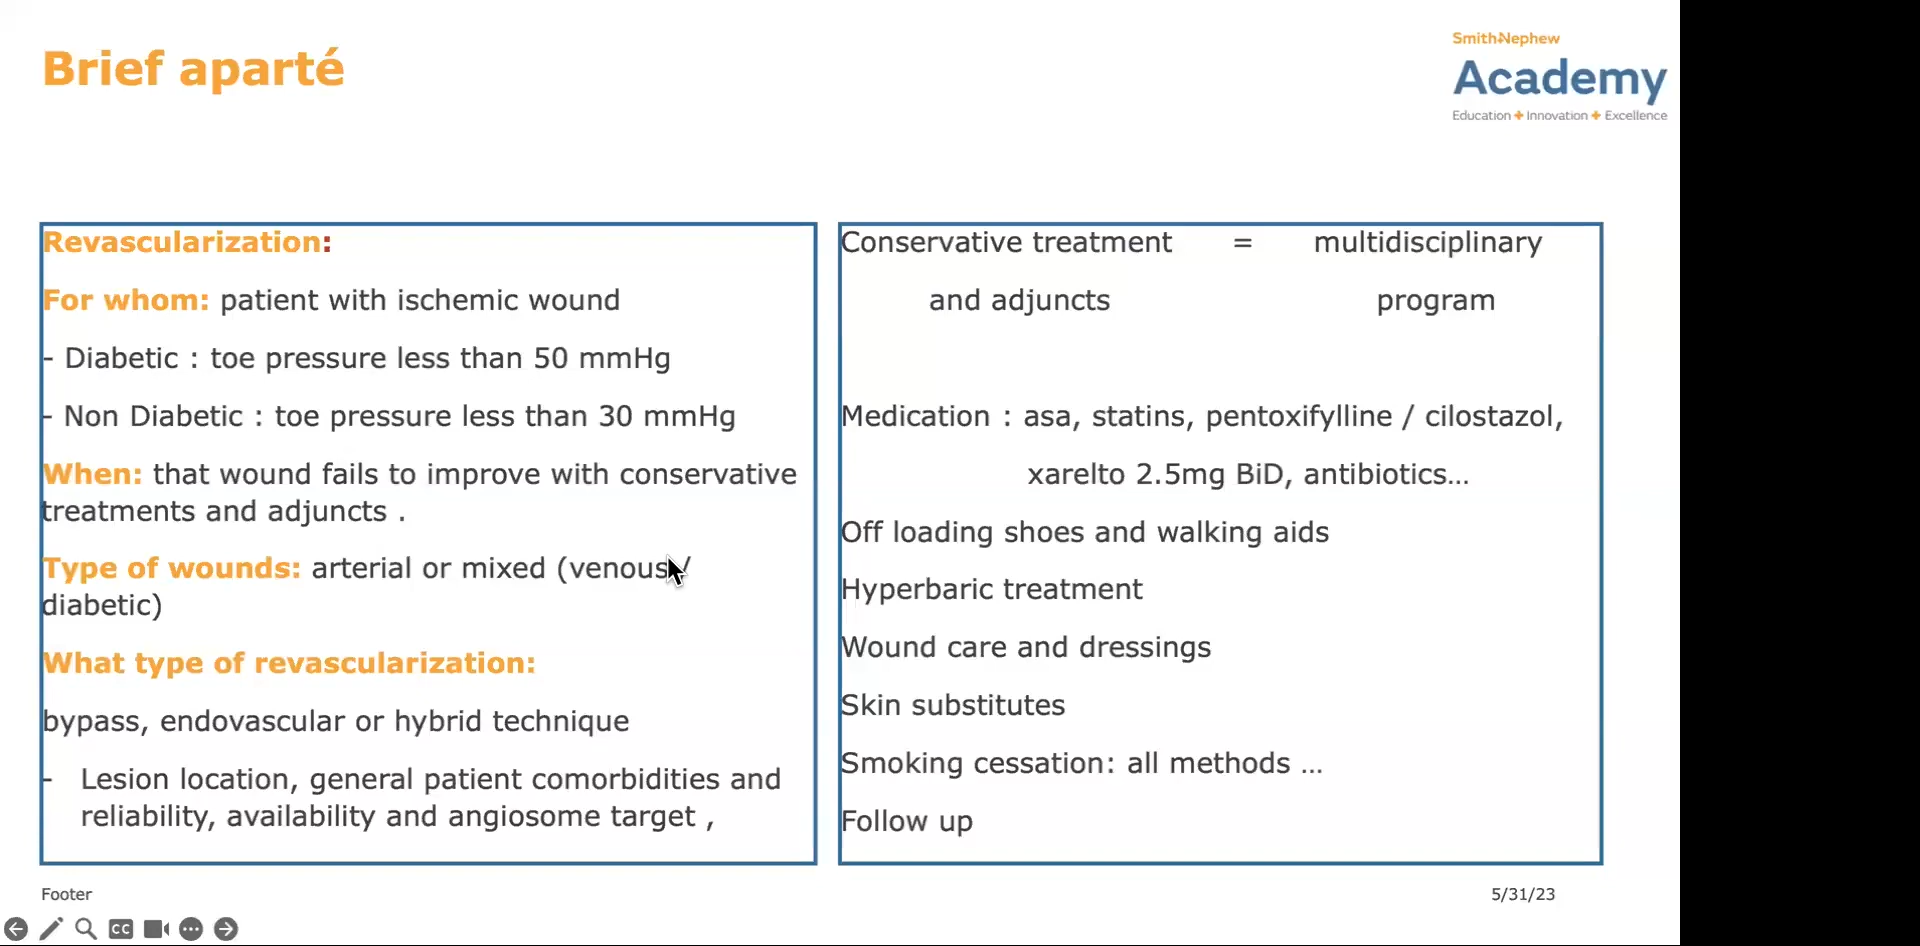 Brief aparté
Smith+Nephew
Academy
Education + Innovation + Excellence
Revascularization:
For whom: patient with ischemic wound
- Diabetic : toe pressure less than 50 mmHg
- Non Diabetic : toe pressure less than 30 mmHg
When: that wound fails to improve with conservative
treatments and adjuncts .
Type of wounds: arterial or mixed (venous /
diabetic)
What type of revascularization:
bypass, endovascular or hybrid technique
- Lesion location, general patient comorbidities and
reliability, availability and angiosome target ,
Conservative treatment = multidisciplinary
and adjuncts program
Medication : asa, statins, pentoxifylline / cilostazol,
xarelto 2.5mg BiD, antibiotics...
Off loading shoes and walking aids
Hyperbaric treatment
Wound care and dressings
Skin substitutes
Smoking cessation: all methods ...
Follow up
Footer
5/31/23
CC